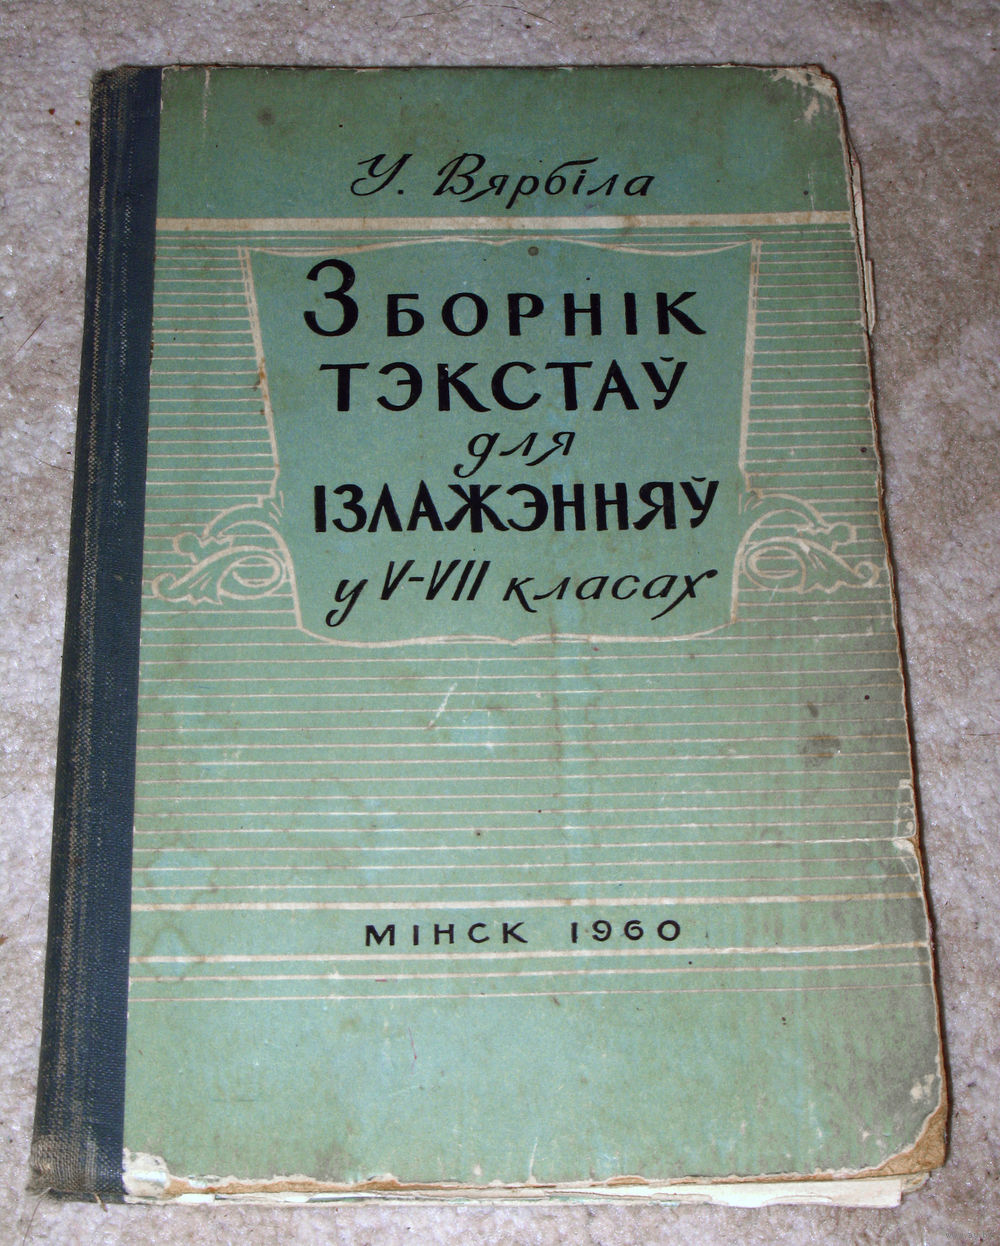 У. Вярбіла
Зборнік
тэкстаў
для
ізлажэнняў
у V-VII класах
Мінск 1960